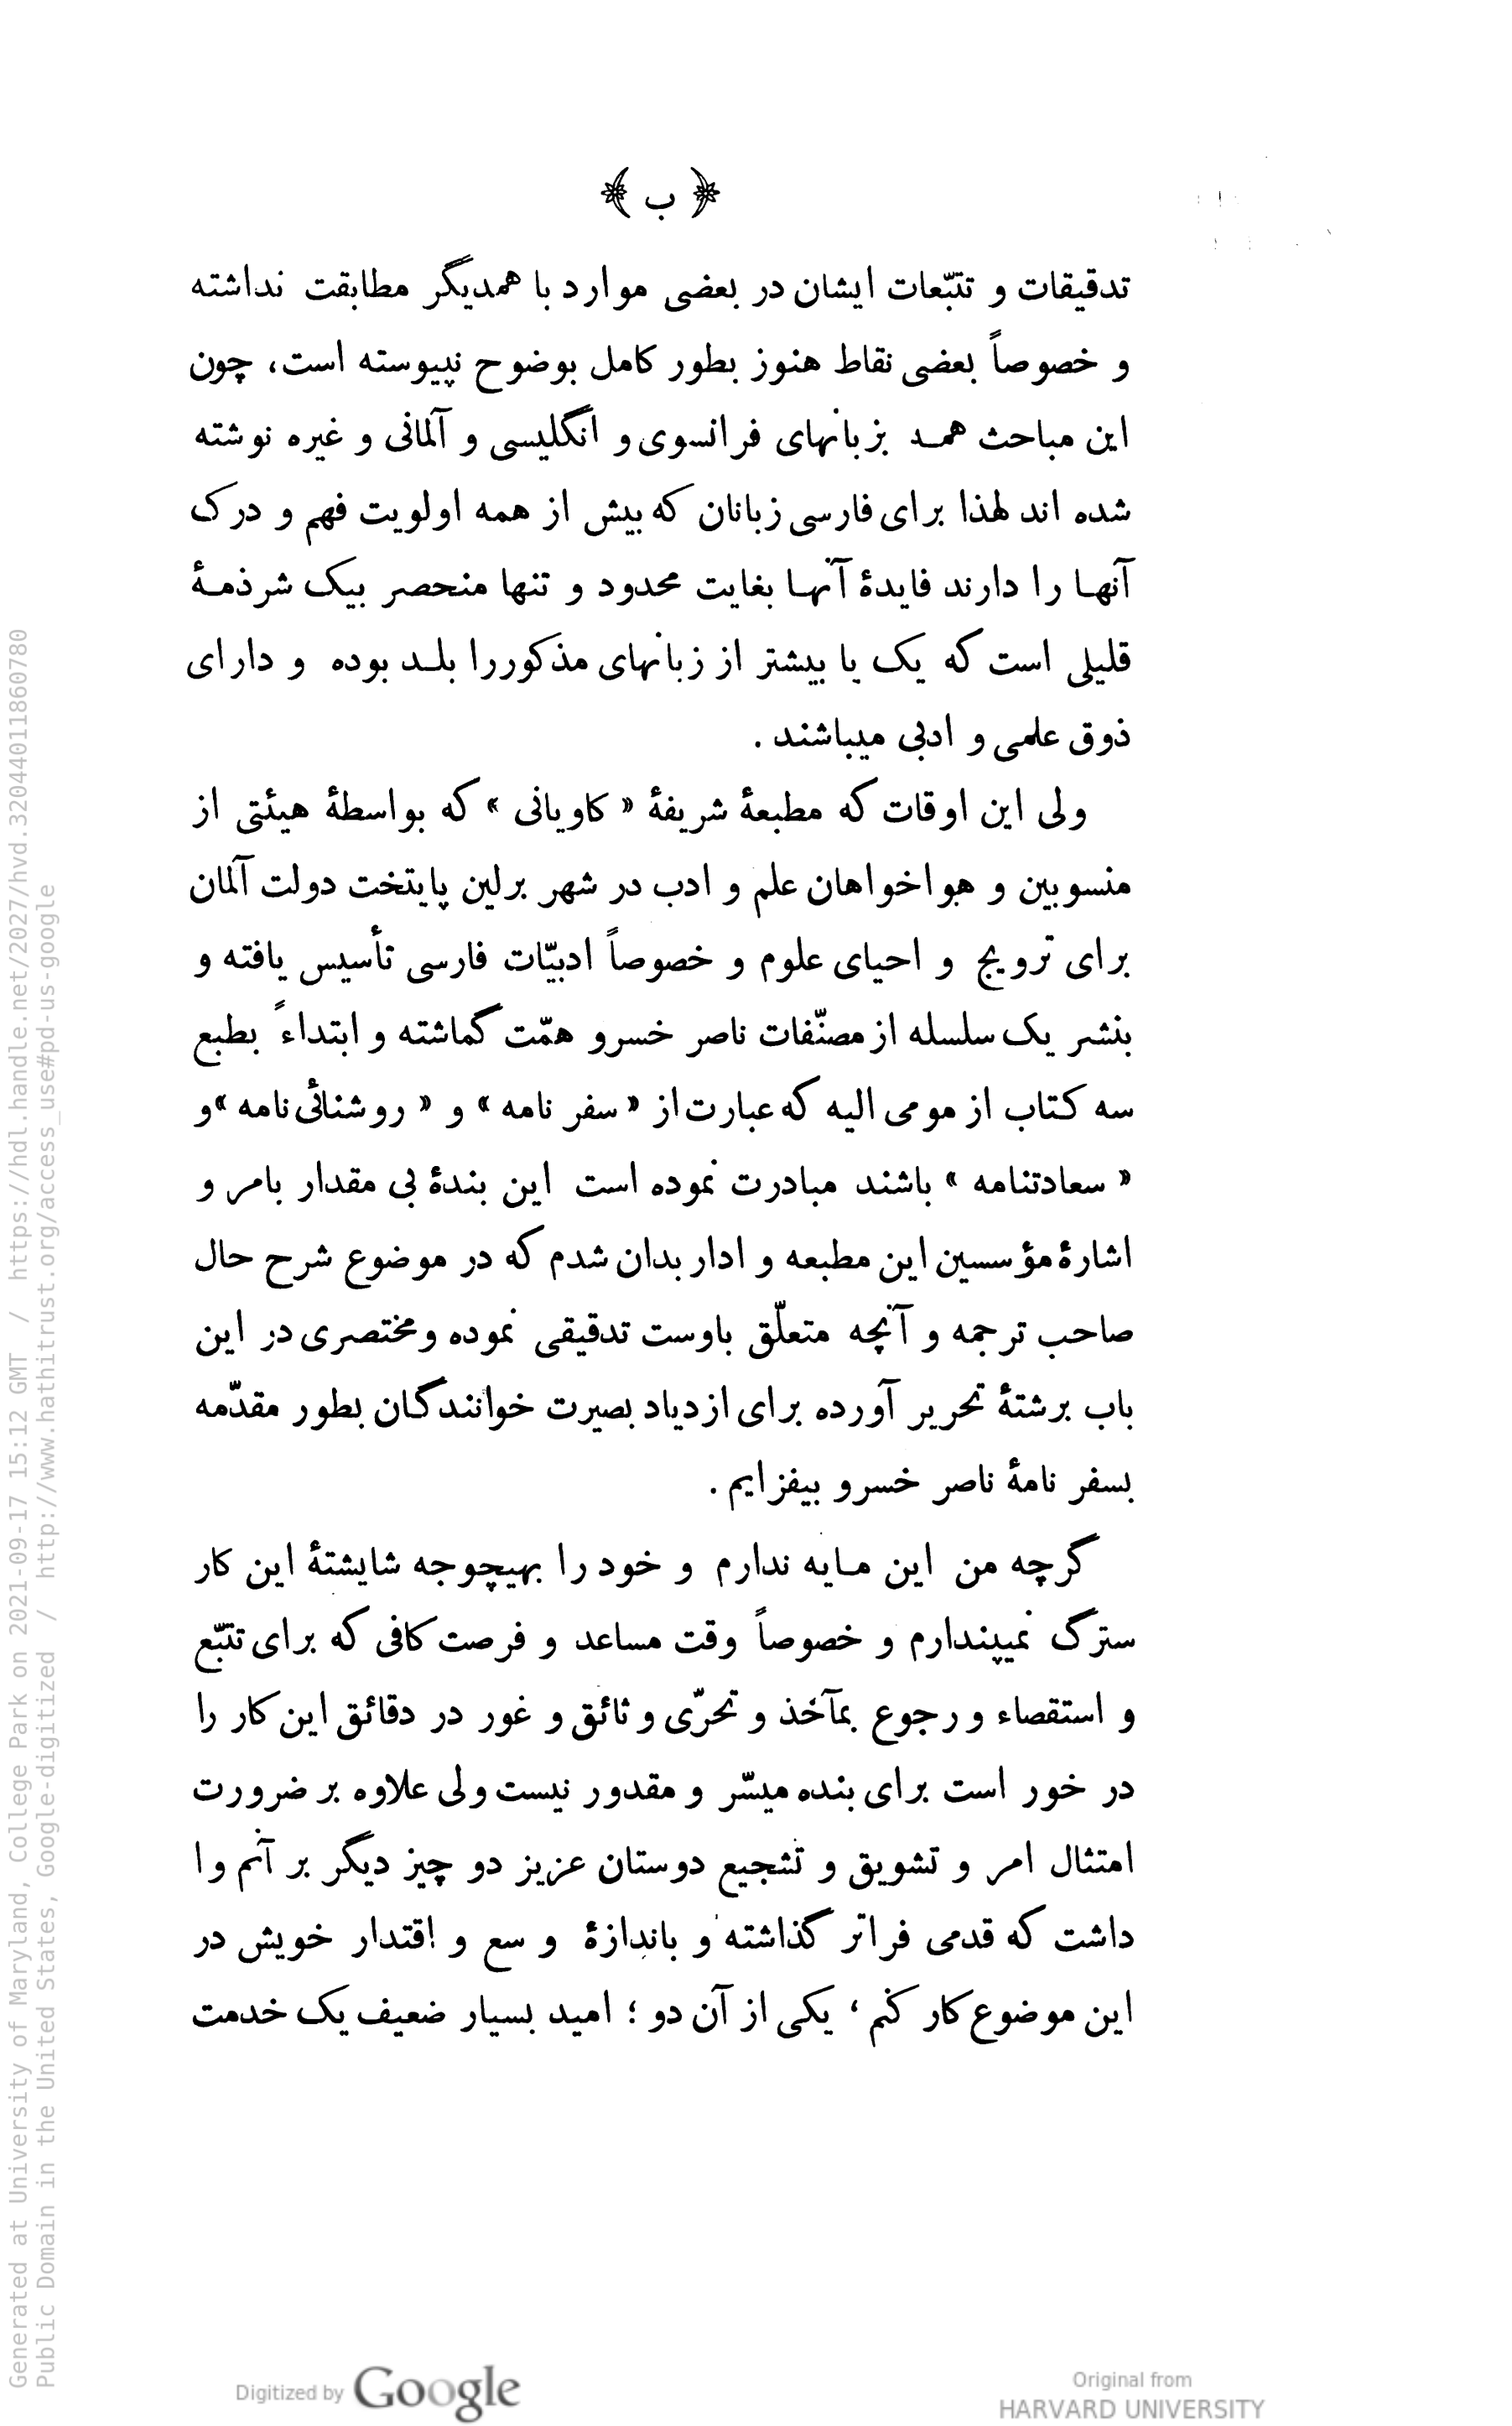 ﴿ ب ﴾
تدقیقات و تتبّعات ایشان در بعضی موارد با همدیگر مطابقت نداشته
و خصوصاً بعضی نقاط هنوز بطور کامل بوضوح نپیوسته است، چون
این مباحث همه بزبانهای فرانسوی و انگلیسی و آلمانی و غیره نوشته
شده اند لهذا برای فارسی زبانان که بیش از همه اولویت فهم و درک
آنها را دارند فایدهٔ آنها بغایت محدود و تنها منحصر بیک شرذمهٔ
قلیلی است که یک یا بیشتر از زبانهای مذکوررا بلد بوده و دارای
ذوق علمی و ادبی میباشند .
ولی این اوقات که مطبعهٔ شریفهٔ « کاویانی » که بواسطهٔ هیئتی از
منسوبین و هواخواهان علم و ادب در شهر برلین پایتخت دولت آلمان
برای ترویج و احیای علوم و خصوصاً ادبیّات فارسی تأسیس یافته و
بنشر یک سلسله از مصنّفات ناصر خسرو همّت گماشته و ابتداءً بطبع
سه کتاب از مومی الیه که عبارت از « سفر نامه » و « روشنائی نامه » و
« سعادتنامه » باشند مبادرت نموده است این بندهٔ بی مقدار بامر و
اشارهٔ مؤسسین این مطبعه و ادار بدان شدم که در موضوع شرح حال
صاحب ترجمه و آنچه متعلّق باوست تدقیقی نموده و مختصری در این
باب برشتهٔ تحریر آورده برای ازدیاد بصیرت خوانندگان بطور مقدّمه
بسفر نامهٔ ناصر خسرو بیفزایم .
گرچه من این مایه ندارم و خود را بهیچوجه شایشتهٔ این کار
سترگ نمیپندارم و خصوصاً وقت مساعد و فرصت کافی که برای تتبّع
و استقصاء و رجوع بمآخذ و تحرّی و ثائق و غور در دقائق این کار را
در خور است برای بنده میسّر و مقدور نیست ولی علاوه بر ضرورت
امتثال امر و تشویق و تشجیع دوستان عزیز دو چیز دیگر بر آنم وا
داشت که قدمی فراتر گذاشته و باندازهٔ و سع و اقتدار خویش در
این موضوع کار کنم ، یکی از آن دو ؛ امید بسیار ضعیف یک خدمت
Generated at University of Maryland, College Park on 2021-09-17 15:12 GMT / https://hdl.handle.net/2027/hvd.32044011860780
Public Domain in the United States, Google-digitized / http://www.hathitrust.org/access_use#pd-us-google
Digitized by Google
Original from
HARVARD UNIVERSITY